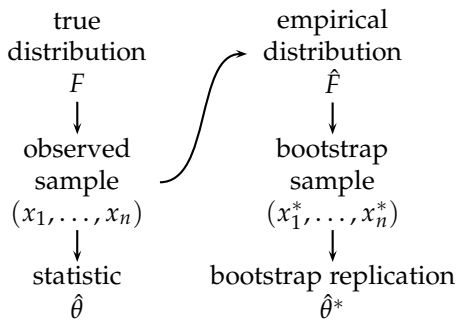 true
distribution
F
observed
sample
(x₁, . . . , xₙ)
statistic
θ̂
empirical
distribution
F̂
bootstrap
sample
(x₁*, . . . , xₙ*)
bootstrap replication
θ̂*